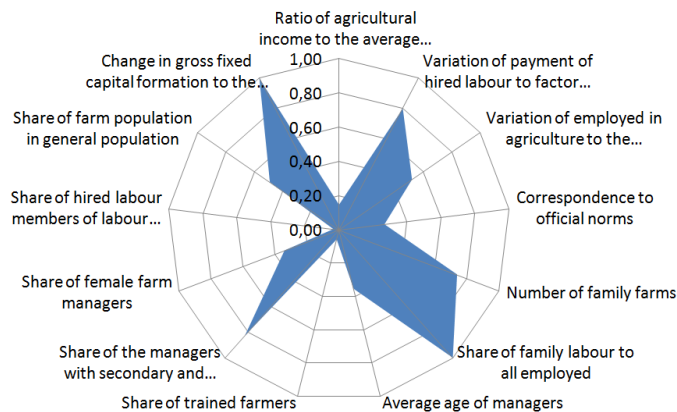 Ratio of agricultural
income to the average...
Variation of payment of
hired labour to factor...
Variation of employed in
agriculture to the...
Correspondence to
official norms
Number of family farms
Share of family labour to
all employed
Average age of managers
Share of trained farmers
Share of the managers
with secondary and...
Share of female farm
managers
Share of hired labour
members of labour...
Share of farm population
in general population
Change in gross fixed
capital formation to the...
1,00
0,80
0,60
0,40
0,20
0,00